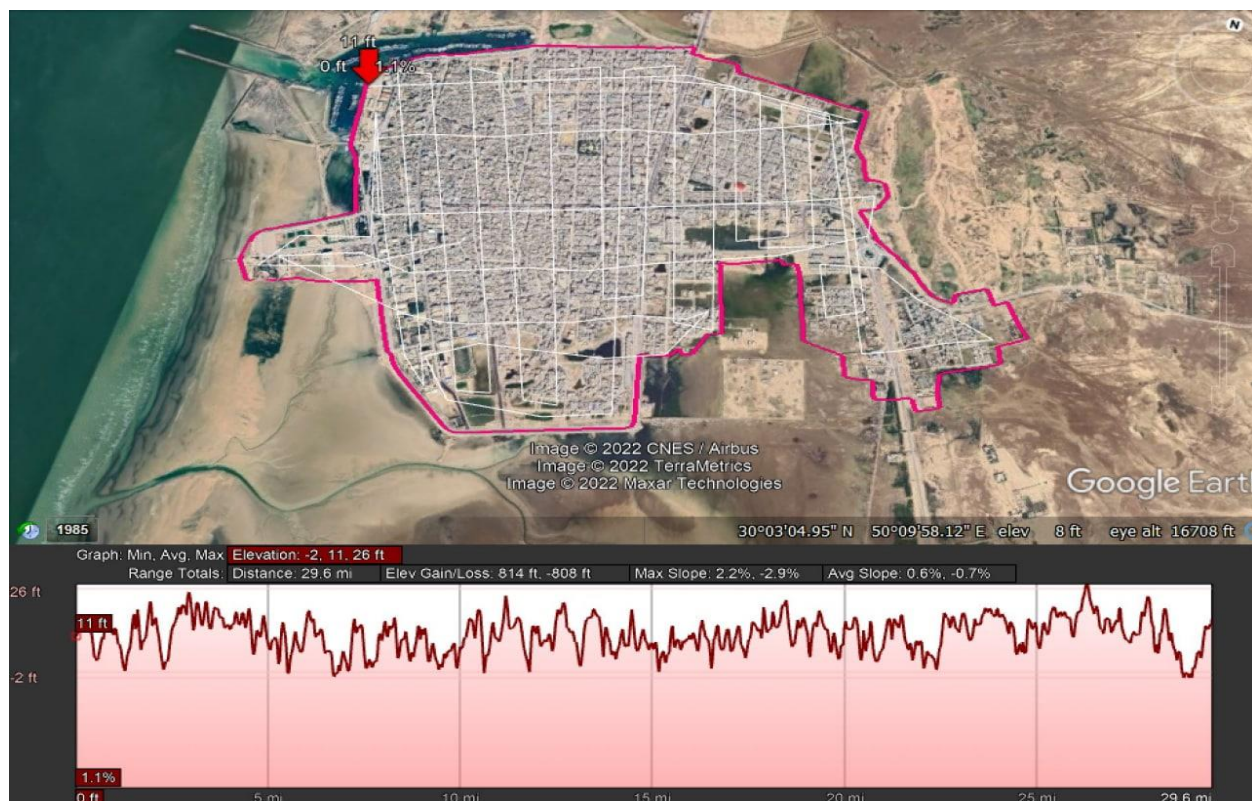 N
11 ft
0 ft 1.1%
Image © 2022 CNES / Airbus
Image © 2022 TerraMetrics
Image © 2022 Maxar Technologies
Google Earth
1985
30°03'04.95" N 50°09'58.12" E elev 8 ft eye alt 16708 ft
Graph: Min, Avg, Max Elevation: -2, 11, 26 ft
Range Totals: Distance: 29.6 mi Elev Gain/Loss: 814 ft, -808 ft Max Slope: 2.2%, -2.9% Avg Slope: 0.6%, -0.7%
26 ft
11 ft
-2 ft
1.1%
0 ft 5 mi 10 mi 15 mi 20 mi 25 mi 29.6 mi